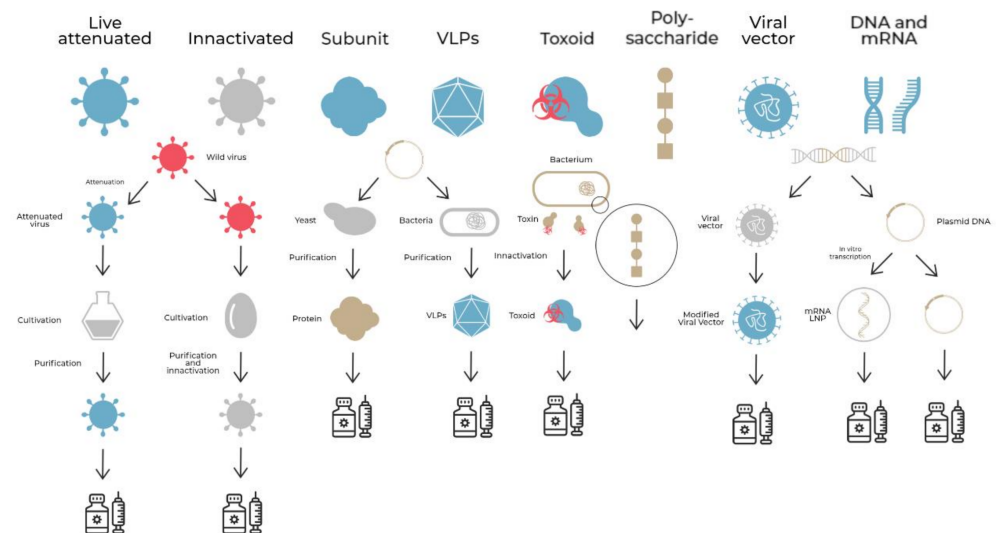 Live
attenuated
Innactivated
Subunit
VLPs
Toxoid
Poly-
saccharide
Viral
vector
DNA and
mRNA
Wild virus
Attenuation
Attenuated
virus
Cultivation
Purification
Cultivation
Purification
and
innactivation
Yeast
Purification
Protein
Bacteria
Purification
VLPs
Bacterium
Toxin
Innactivation
Toxoid
Viral
vector
Modified
Viral Vector
Plasmid DNA
In vitro
transcription
mRNA
LNP